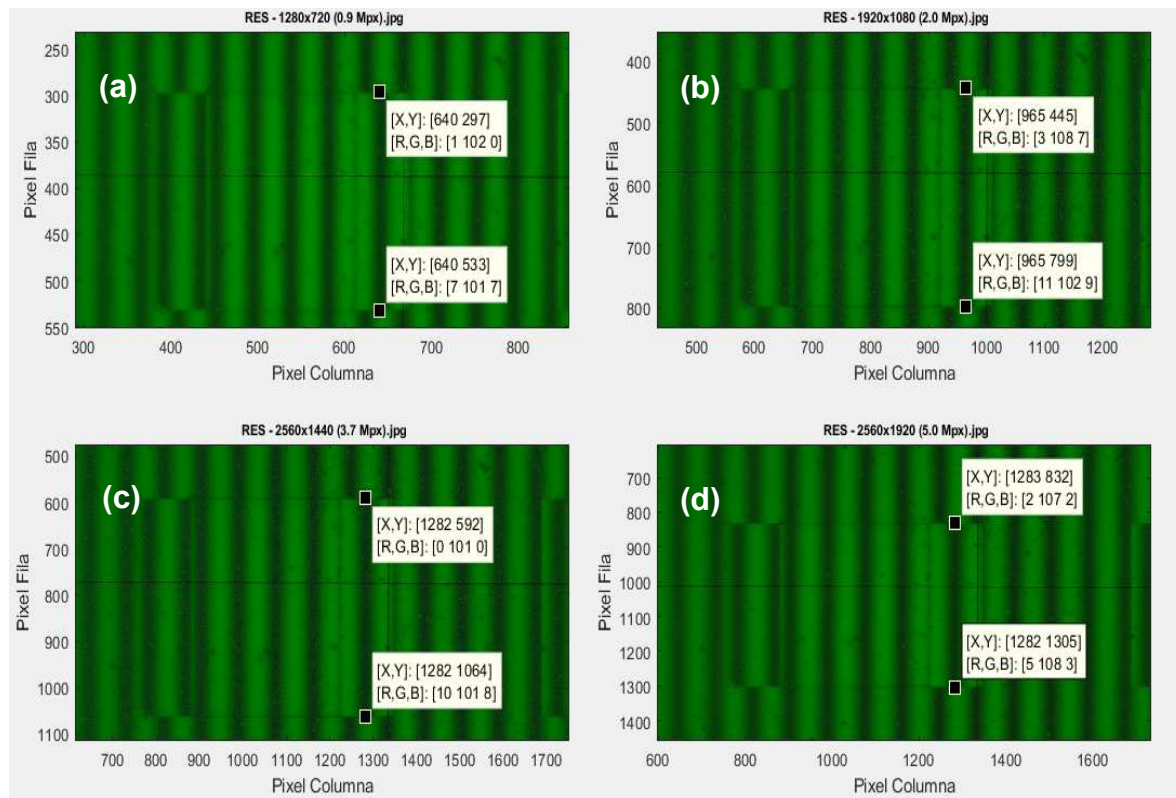 RES - 1280x720 (0.9 Mpx).jpg
(a)
250
300
350
400
450
500
550
Pixel Fila
[X,Y]: [640 297]
[R,G,B]: [1 102 0]
[X,Y]: [640 533]
[R,G,B]: [7 101 7]
300 400 500 600 700 800
Pixel Columna
RES - 1920x1080 (2.0 Mpx).jpg
(b)
400
500
600
700
800
Pixel Fila
[X,Y]: [965 445]
[R,G,B]: [3 108 7]
[X,Y]: [965 799]
[R,G,B]: [11 102 9]
500 600 700 800 900 1000 1100 1200
Pixel Columna
RES - 2560x1440 (3.7 Mpx).jpg
(c)
500
600
700
800
900
1000
1100
Pixel Fila
[X,Y]: [1282 592]
[R,G,B]: [0 101 0]
[X,Y]: [1282 1064]
[R,G,B]: [10 101 8]
700 800 900 1000 1100 1200 1300 1400 1500 1600 1700
Pixel Columna
RES - 2560x1920 (5.0 Mpx).jpg
(d)
700
800
900
1000
1100
1200
1300
1400
Pixel Fila
[X,Y]: [1283 832]
[R,G,B]: [2 107 2]
[X,Y]: [1282 1305]
[R,G,B]: [5 108 3]
600 800 1000 1200 1400 1600
Pixel Columna